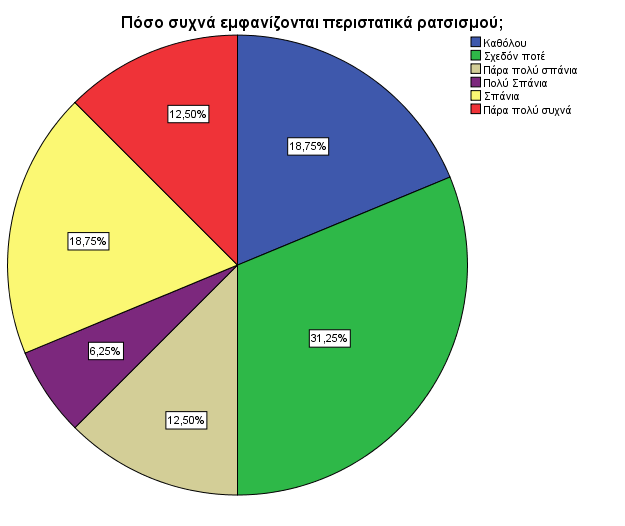 Πόσο συχνά εμφανίζονται περιστατικά ρατσισμού;
Καθόλου
Σχεδόν ποτέ
Πάρα πολύ σπάνια
Πολύ Σπάνια
Σπάνια
Πάρα πολύ συχνά
12,50%
18,75%
18,75%
31,25%
6,25%
12,50%